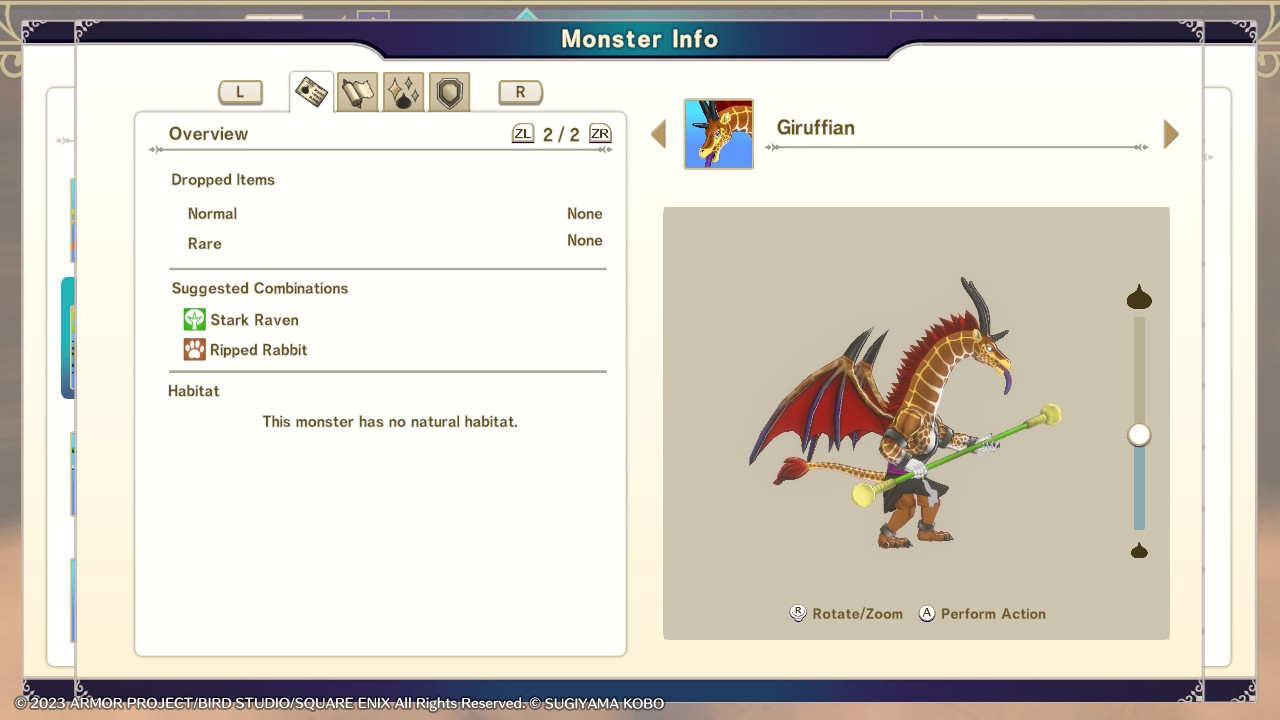 Monster Info
L
R
Overview
ZL 2 / 2 ZR
Dropped Items
Normal None
Rare None
Suggested Combinations
Stark Raven
Ripped Rabbit
Habitat
This monster has no natural habitat.
Giruffian
R Rotate/Zoom A Perform Action
© 2023 ARMOR PROJECT/BIRD STUDIO/SQUARE ENIX All Rights Reserved. © SUGIYAMA KOBO